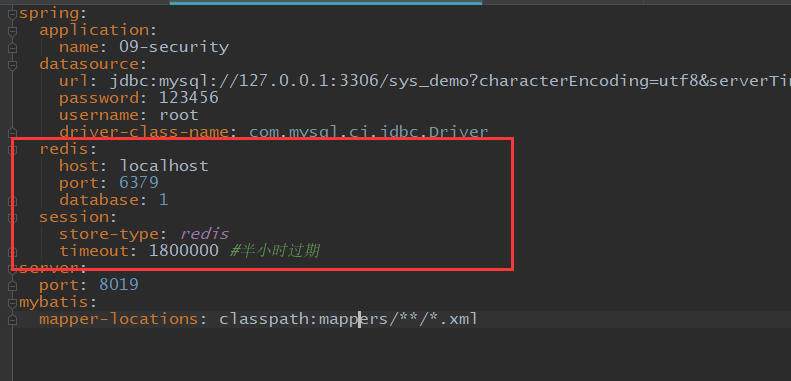 spring:
  application:
    name: 09-security
  datasource:
    url: jdbc:mysql://127.0.0.1:3306/sys_demo?characterEncoding=utf8&serverTi
    password: 123456
    username: root
    driver-class-name: com.mysql.cj.jdbc.Driver
  redis:
    host: localhost
    port: 6379
    database: 1
  session:
    store-type: redis
    timeout: 1800000 #半小时过期
server:
  port: 8019
mybatis:
  mapper-locations: classpath:mappers/**/*.xml